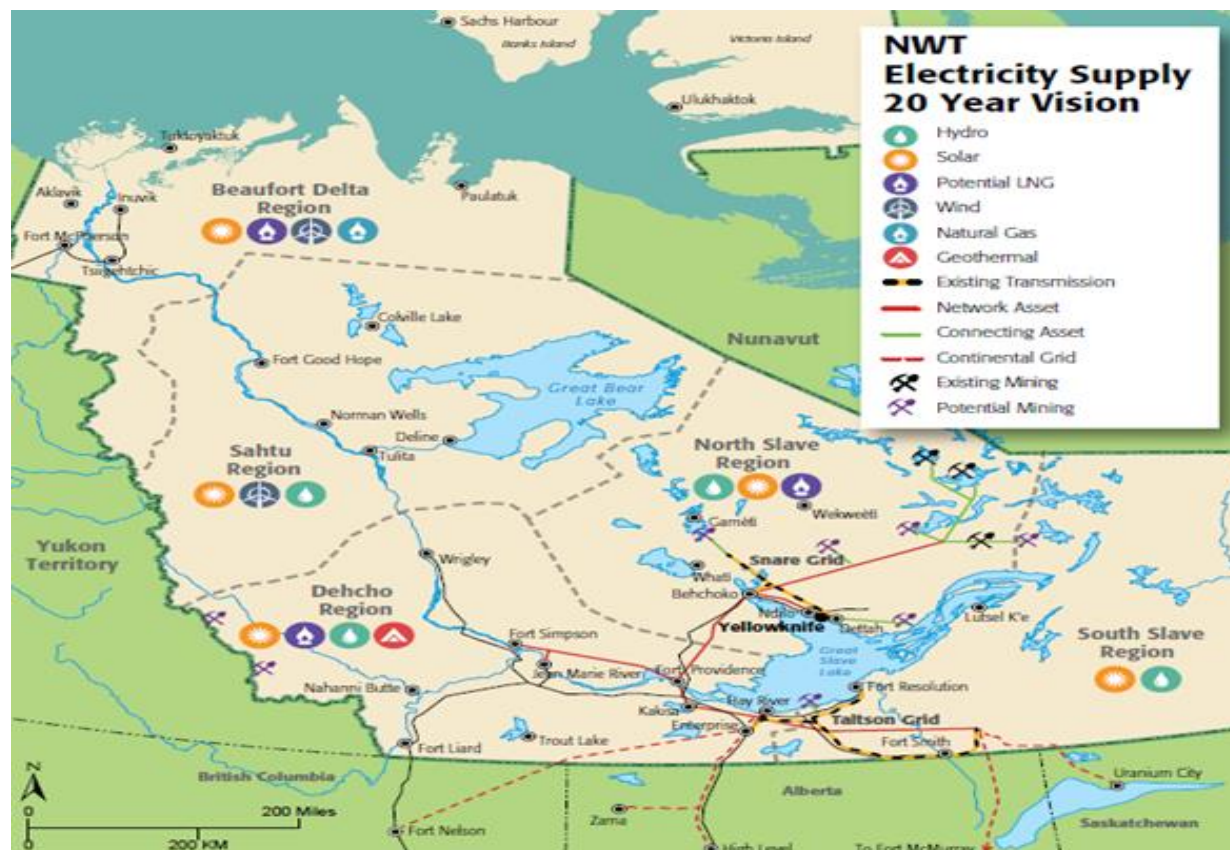 Sachs Harbour
Banks Island
Victoria Island
NWT
Electricity Supply
20 Year Vision
Hydro
Solar
Potential LNG
Wind
Natural Gas
Geothermal
Existing Transmission
Network Asset
Connecting Asset
Continental Grid
Existing Mining
Potential Mining
Ulukhaktok
Tuktoyaktuk
Aklavik
Inuvik
Beaufort Delta
Region
Paulatuk
Fort McPherson
Tsiigehtchic
Colville Lake
Nunavut
Fort Good Hope
Great Bear
Lake
Norman Wells
Deline
Tulita
Sahtu
Region
North Slave
Region
Gamèti
Wekweèti
Yukon
Territory
Wrigley
Snare Grid
Whati
Behchoko
Dehcho
Region
Ndilo
Yellowknife
Dettah
Lutsel K'e
Fort Simpson
Great
Slave
Lake
South Slave
Region
Jean Marie River
Fort Providence
Nahanni Butte
Hay River
Fort Resolution
Kakisa
Enterprise
Taltson Grid
Fort Liard
Trout Lake
Fort Smith
British Columbia
Alberta
Uranium City
N
0
200 Miles
0
200 KM
Fort Nelson
Zama
Saskatchewan
High Level
To Fort McMurray